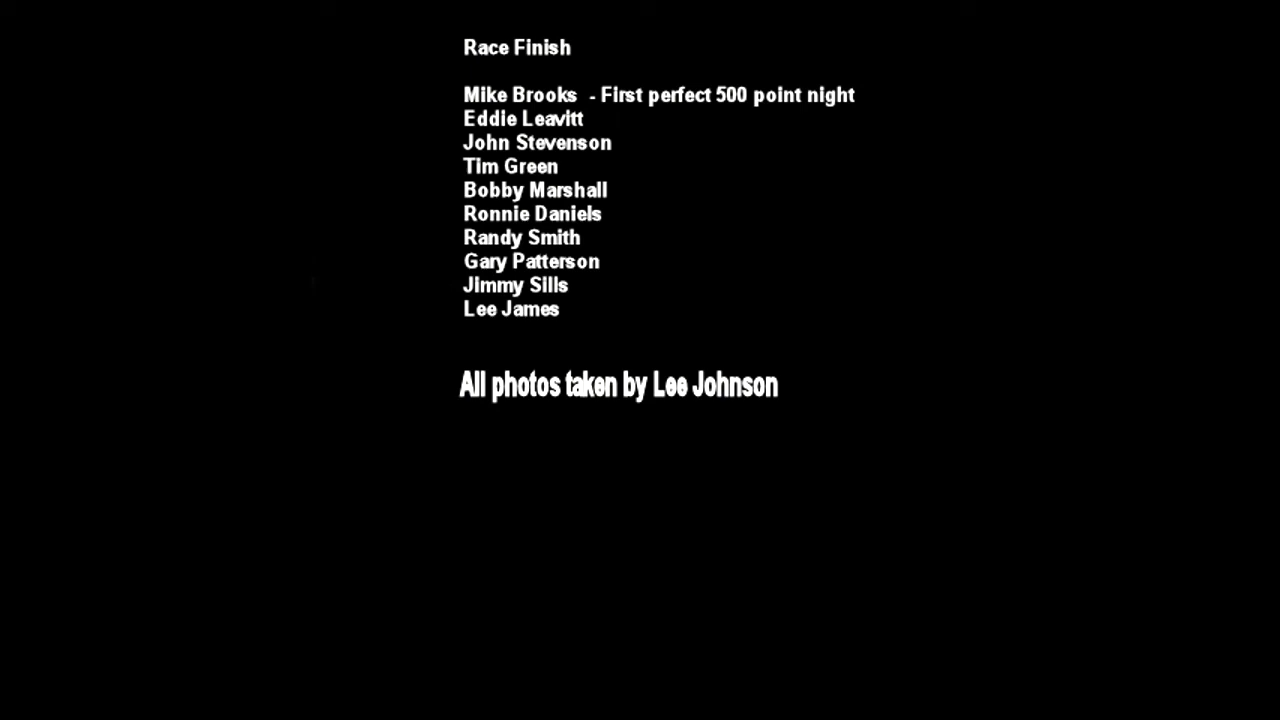 Race Finish
Mike Brooks - First perfect 500 point night
Eddie Leavitt
John Stevenson
Tim Green
Bobby Marshall
Ronnie Daniels
Randy Smith
Gary Patterson
Jimmy Sills
Lee James
All photos taken by Lee Johnson